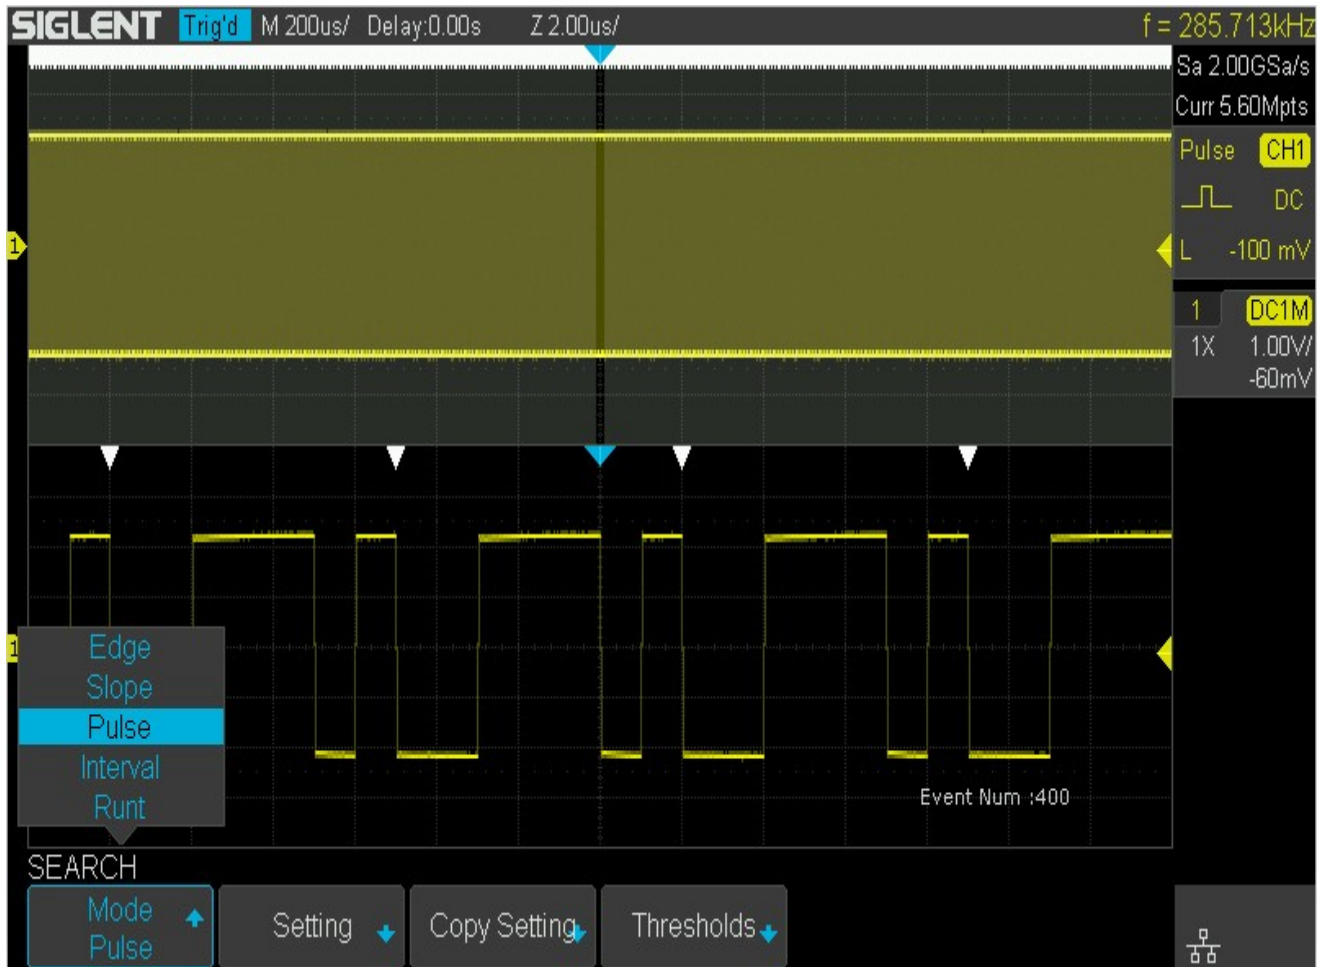 SIGLENT Trig'd M 200us/ Delay:0.00s Z 2.00us/ f = 285.713kHz
Sa 2.00GSa/s
Curr 5.60Mpts
Pulse CH1
DC
L -100 mV
1 DC1M
1X 1.00V/
-60mV
1
1
Edge
Slope
Pulse
Interval
Runt
Event Num :400
SEARCH
Mode
Pulse
Setting
Copy Setting
Thresholds